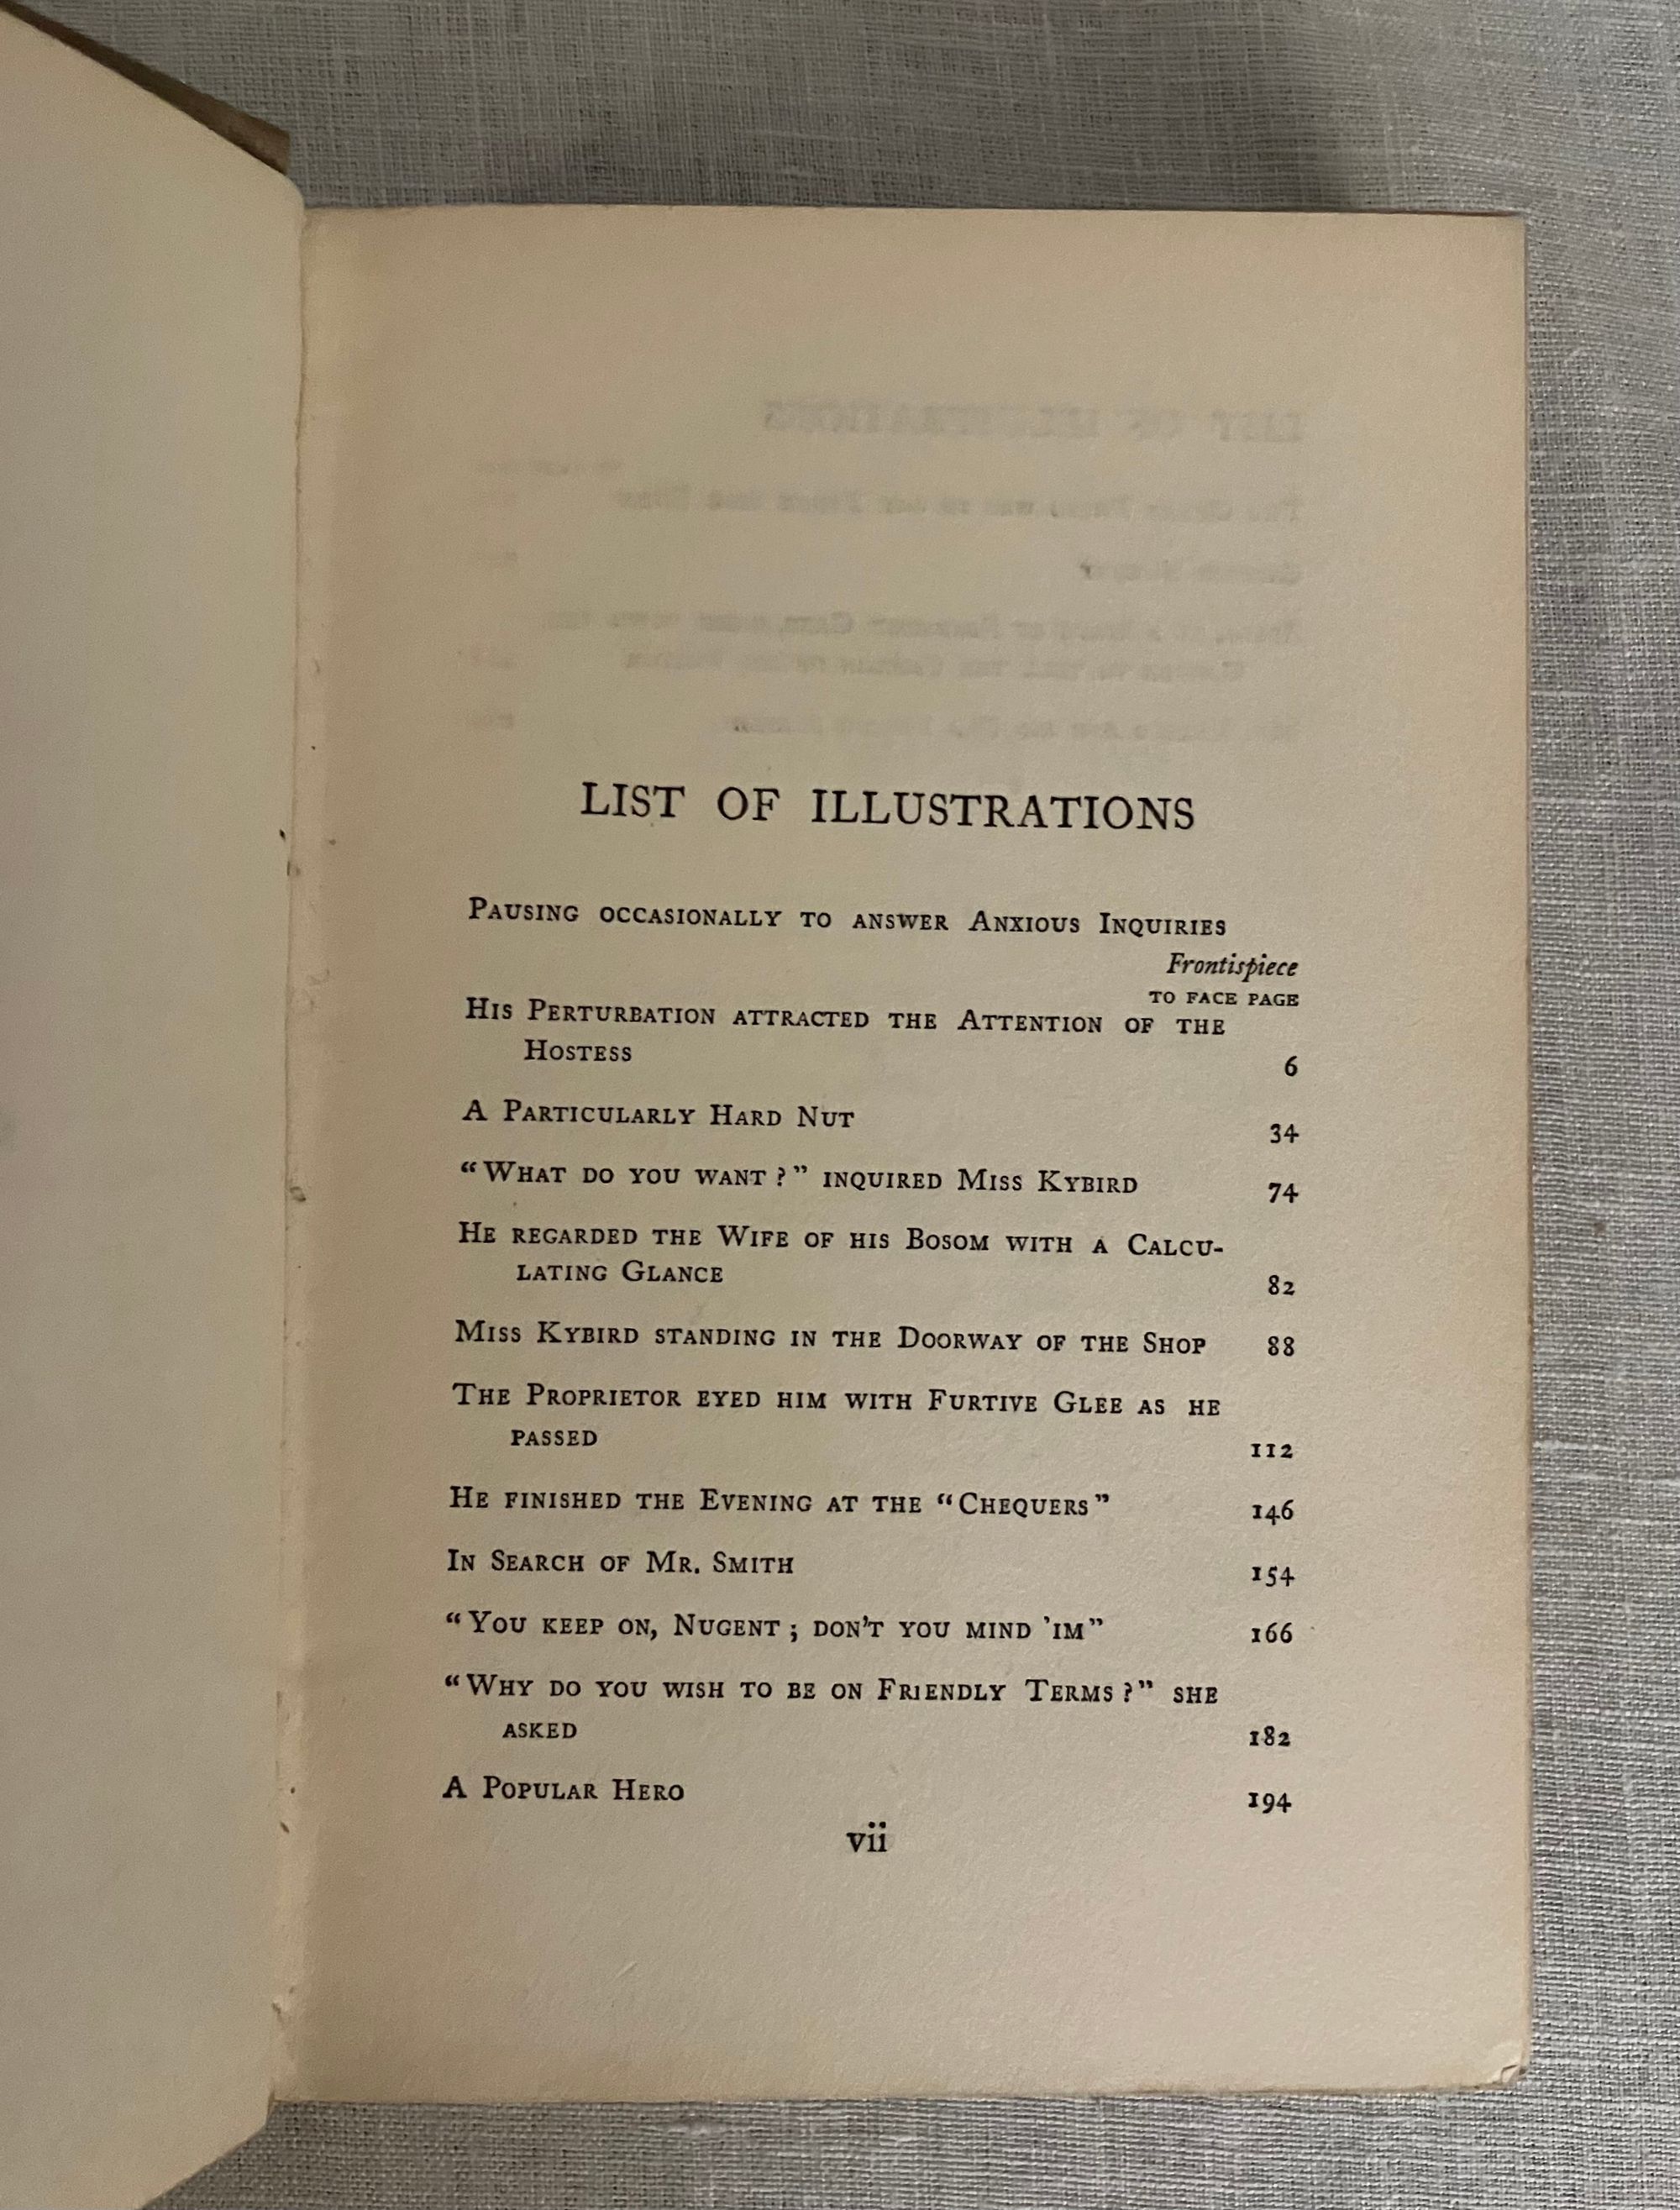 LIST OF ILLUSTRATIONS
Pausing occasionally to answer Anxious Inquiries
Frontispiece
TO FACE PAGE
His Perturbation attracted the Attention of the
Hostess 6
A Particularly Hard Nut 34
“What do you want?” inquired Miss Kybird 74
He regarded the Wife of his Bosom with a Calcu-
lating Glance 82
Miss Kybird standing in the Doorway of the Shop 88
The Proprietor eyed him with Furtive Glee as he
passed 112
He finished the Evening at the “Chequers” 146
In Search of Mr. Smith 154
“You keep on, Nugent; don't you mind 'im” 166
“Why do you wish to be on Friendly Terms?” she
asked 182
A Popular Hero 194
vii